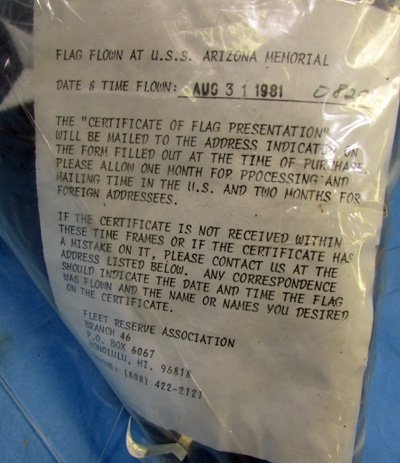 FLAG FLOWN AT U.S.S. ARIZONA MEMORIAL
DATE & TIME FLOWN: AUG 31 1981
THE "CERTIFICATE OF FLAG PRESENTATION"
WILL BE MAILED TO THE ADDRESS INDICATED ON
THE FORM FILLED OUT AT THE TIME OF PURCHASE.
PLEASE ALLOW ONE MONTH FOR PPOCESSING AND
MAILING TIME IN THE U.S. AND TWO MONTHS FOR
FOREIGN ADDRESSEES.
IF THE CERTIFICATE IS NOT RECEIVED WITHIN
THESE TIME FRAMES OR IF THE CERTIFICATE HAS
A MISTAKE ON IT, PLEASE CONTACT US AT THE
ADDRESS LISTED BELOW. ANY CORRESPONDENCE
SHOULD INDICATE THE DATE AND TIME THE FLAG
WAS FLOWN AND THE NAME OR NAMES YOU DESIRED
ON THE CERTIFICATE.
FLEET RESERVE ASSOCIATION
BRANCH 46
P.O. BOX 6067
HONOLULU, HI. 96818
PHONE: (808) 422-2121